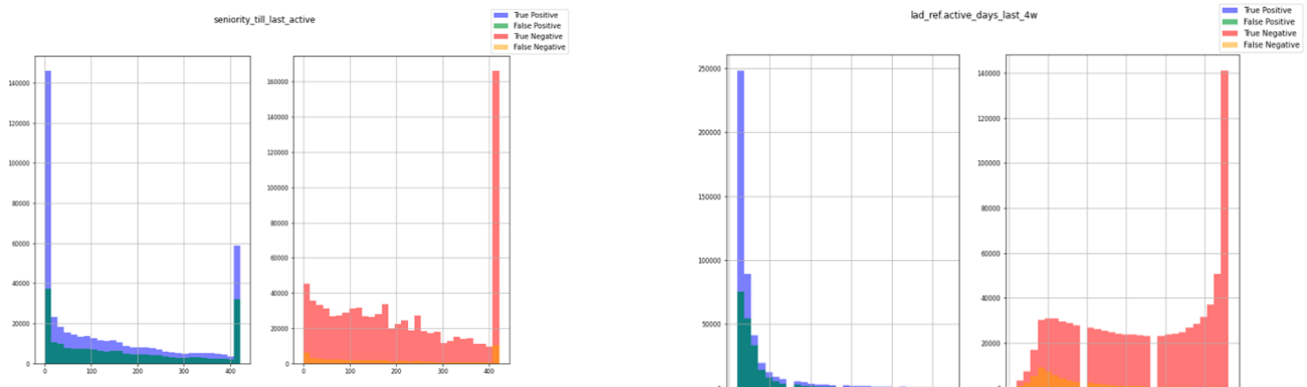 seniority_till_last_active
True Positive
False Positive
True Negative
False Negative
140000
120000
100000
80000
60000
40000
20000
0
0 100 200 300 400
160000
140000
120000
100000
80000
60000
40000
20000
0
0 100 200 300 400
lad_ref.active_days_last_4w
True Positive
False Positive
True Negative
False Negative
250000
200000
150000
100000
50000
140000
120000
100000
80000
60000
40000
20000